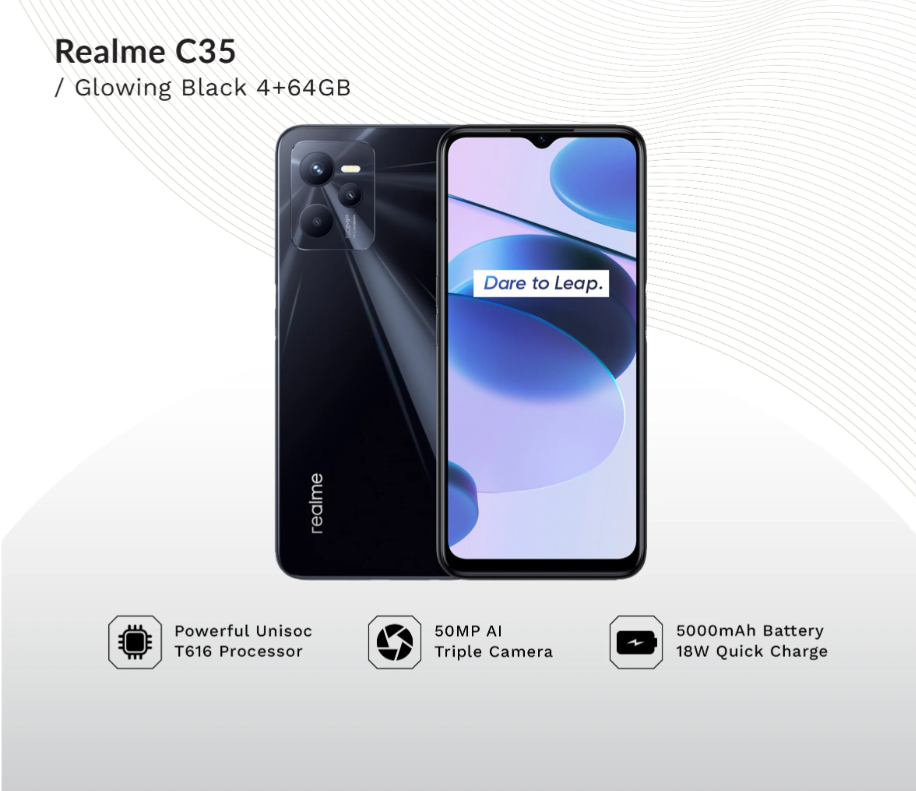 Realme C35
/ Glowing Black 4+64GB
Dare to Leap.
realme
Powerful Unisoc
T616 Processor
50MP AI
Triple Camera
5000mAh Battery
18W Quick Charge